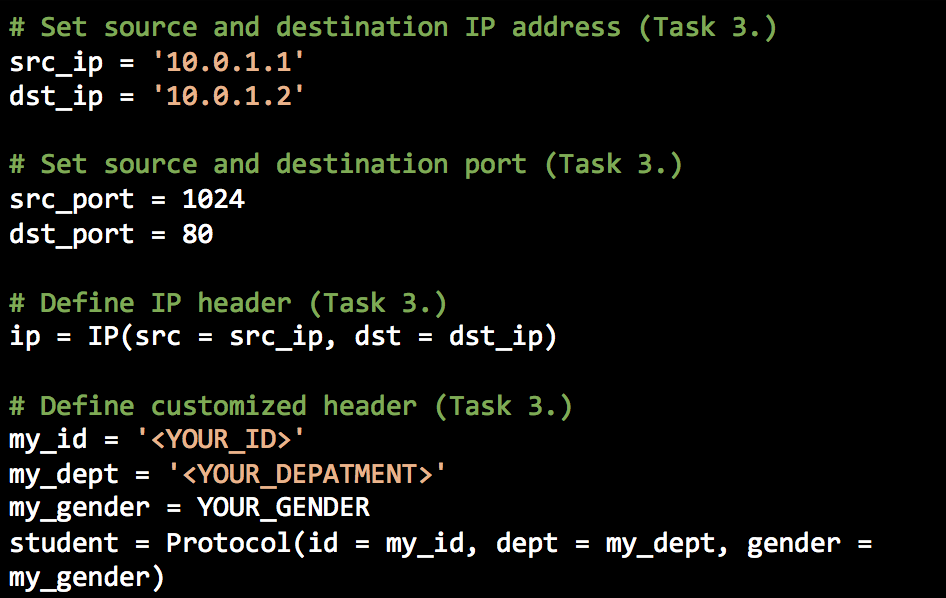 # Set source and destination IP address (Task 3.)
src_ip = '10.0.1.1'
dst_ip = '10.0.1.2'

# Set source and destination port (Task 3.)
src_port = 1024
dst_port = 80

# Define IP header (Task 3.)
ip = IP(src = src_ip, dst = dst_ip)

# Define customized header (Task 3.)
my_id = '<YOUR_ID>'
my_dept = '<YOUR_DEPATMENT>'
my_gender = YOUR_GENDER
student = Protocol(id = my_id, dept = my_dept, gender =
my_gender)